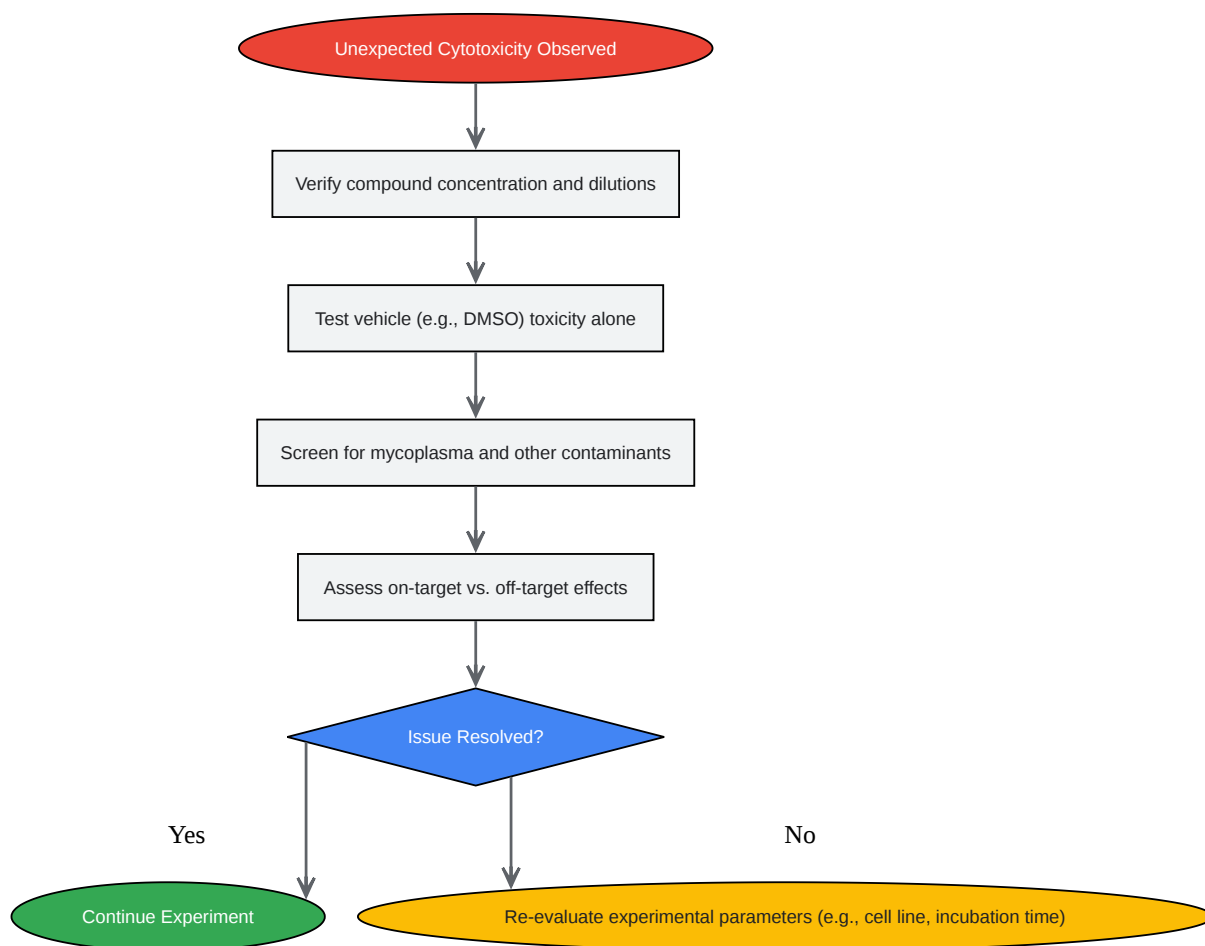 Unexpected Cytotoxicity Observed
Verify compound concentration and dilutions
Test vehicle (e.g., DMSO) toxicity alone
Screen for mycoplasma and other contaminants
Assess on-target vs. off-target effects
Issue Resolved?
Yes
No
Continue Experiment
Re-evaluate experimental parameters (e.g., cell line, incubation time)